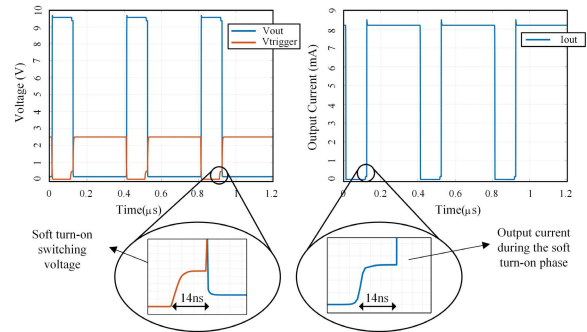 10
9
8
7
6
5
4
3
2
1
0
Voltage (V)
Vout
Vtrigger
0
0.2
0.4
0.6
0.8
1
1.2
Time(μs)
9
8
7
6
5
4
3
2
1
0
Output Current (mA)
Iout
0
0.2
0.4
0.6
0.8
1
1.2
Time(μs)
Soft turn-on
switching
voltage
14ns
14ns
Output current
during the soft
turn-on phase